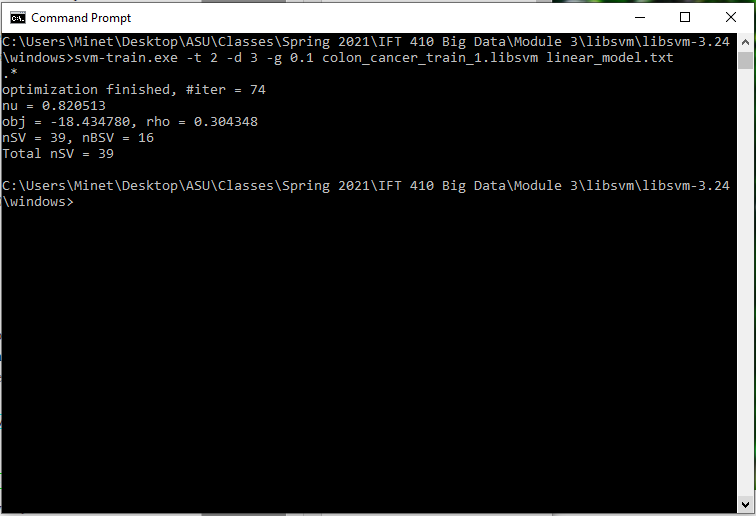 Command Prompt
C:\Users\Minet\Desktop\ASU\Classes\Spring 2021\IFT 410 Big Data\Module 3\libsvm\libsvm-3.24
\windows>svm-train.exe -t 2 -d 3 -g 0.1 colon_cancer_train_1.libsvm linear_model.txt
.*
optimization finished, #iter = 74
nu = 0.820513
obj = -18.434780, rho = 0.304348
nSV = 39, nBSV = 16
Total nSV = 39
C:\Users\Minet\Desktop\ASU\Classes\Spring 2021\IFT 410 Big Data\Module 3\libsvm\libsvm-3.24
\windows>